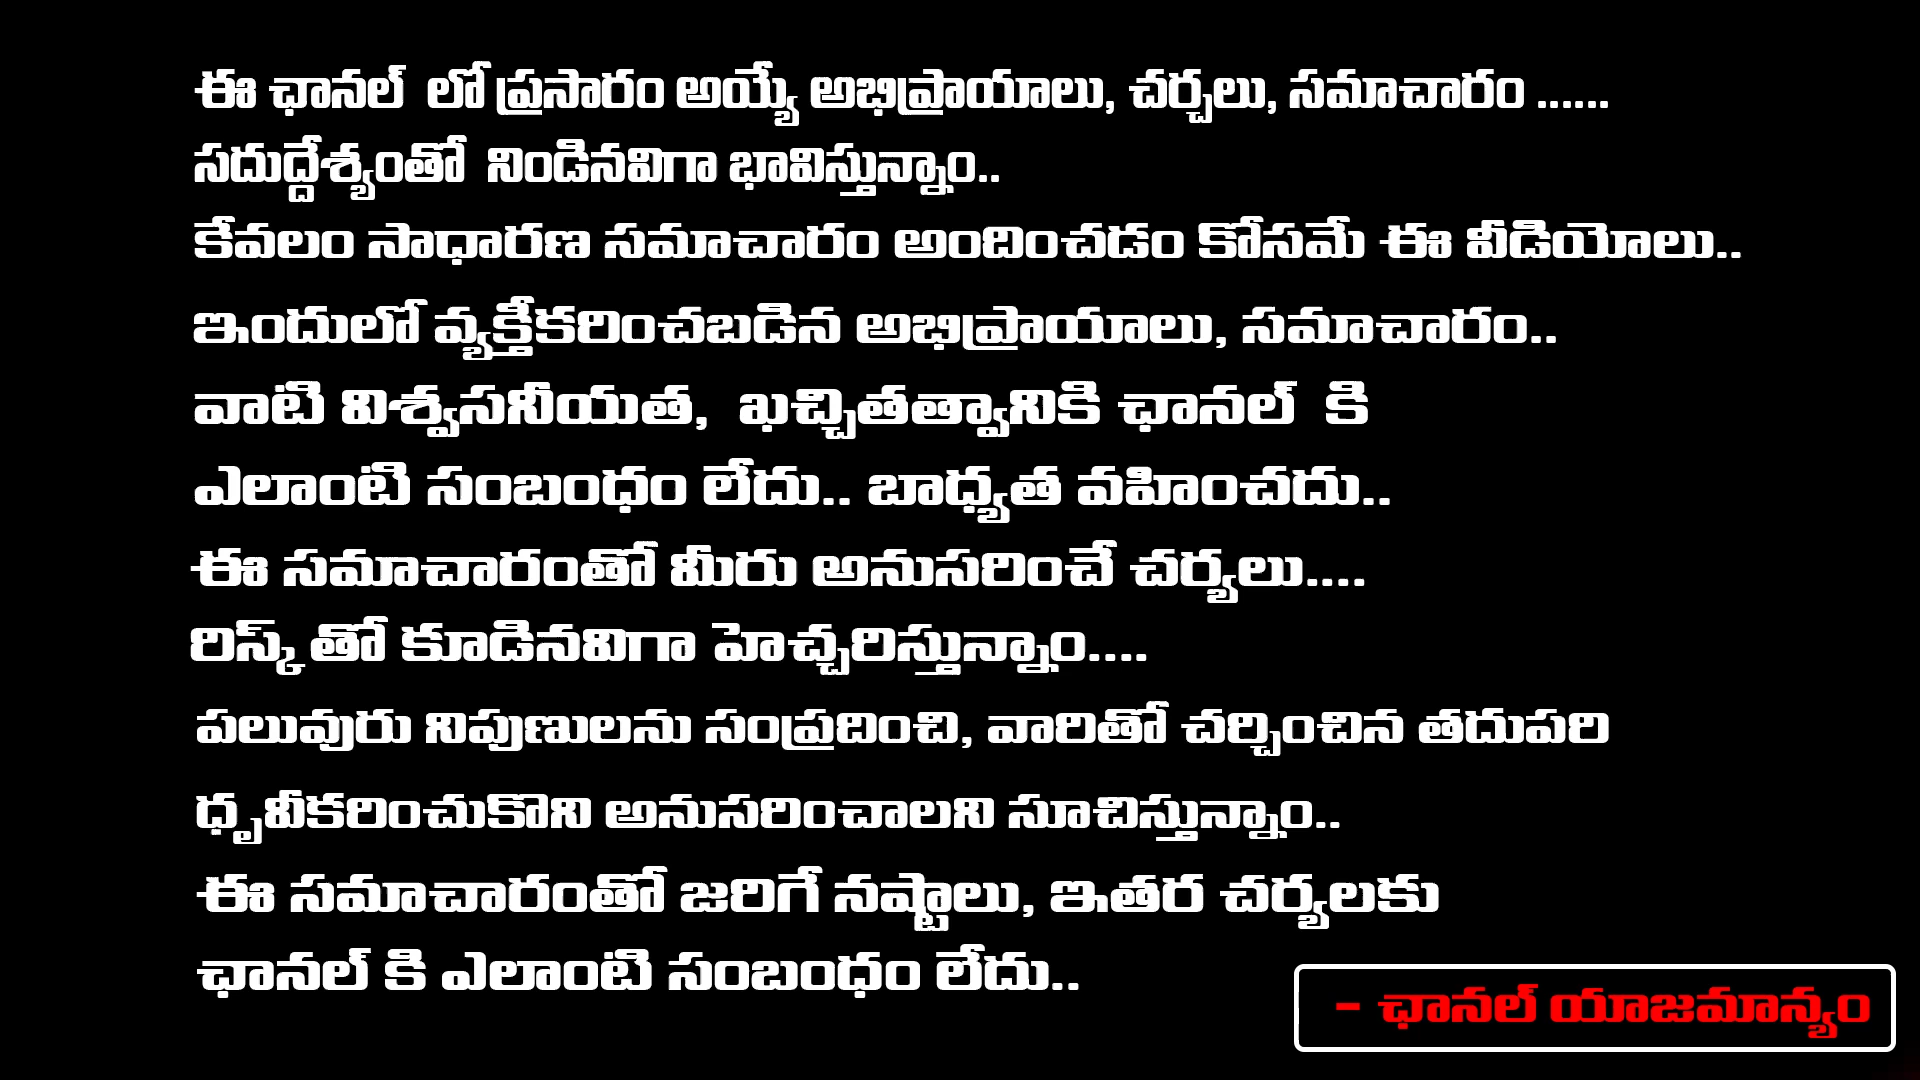 ఈ ఛానల్ లో ప్రసారం అయ్యే అభిప్రాయాలు, చర్చలు, సమాచారం ......
సదుద్దేశ్యంతో నిండినవిగా భావిస్తున్నాం..
కేవలం సాధారణ సమాచారం అందించడం కోసమే ఈ వీడియోలు..
ఇందులో వ్యక్తీకరించబడిన అభిప్రాయాలు, సమాచారం..
వాటి విశ్వసనీయత, ఖచ్చితత్వానికి ఛానల్ కి
ఎలాంటి సంబంధం లేదు.. బాధ్యత వహించదు..
ఈ సమాచారంతో మీరు అనుసరించే చర్యలు....
రిస్క్ తో కూడినవిగా హెచ్చరిస్తున్నాం....
పలువురు నిపుణులను సంప్రదించి, వారితో చర్చించిన తదుపరి
ధృవీకరించుకొని అనుసరించాలని సూచిస్తున్నాం..
ఈ సమాచారంతో జరిగే నష్టాలు, ఇతర చర్యలకు
ఛానల్ కి ఎలాంటి సంబంధం లేదు..
- ఛానల్ యాజమాన్యం